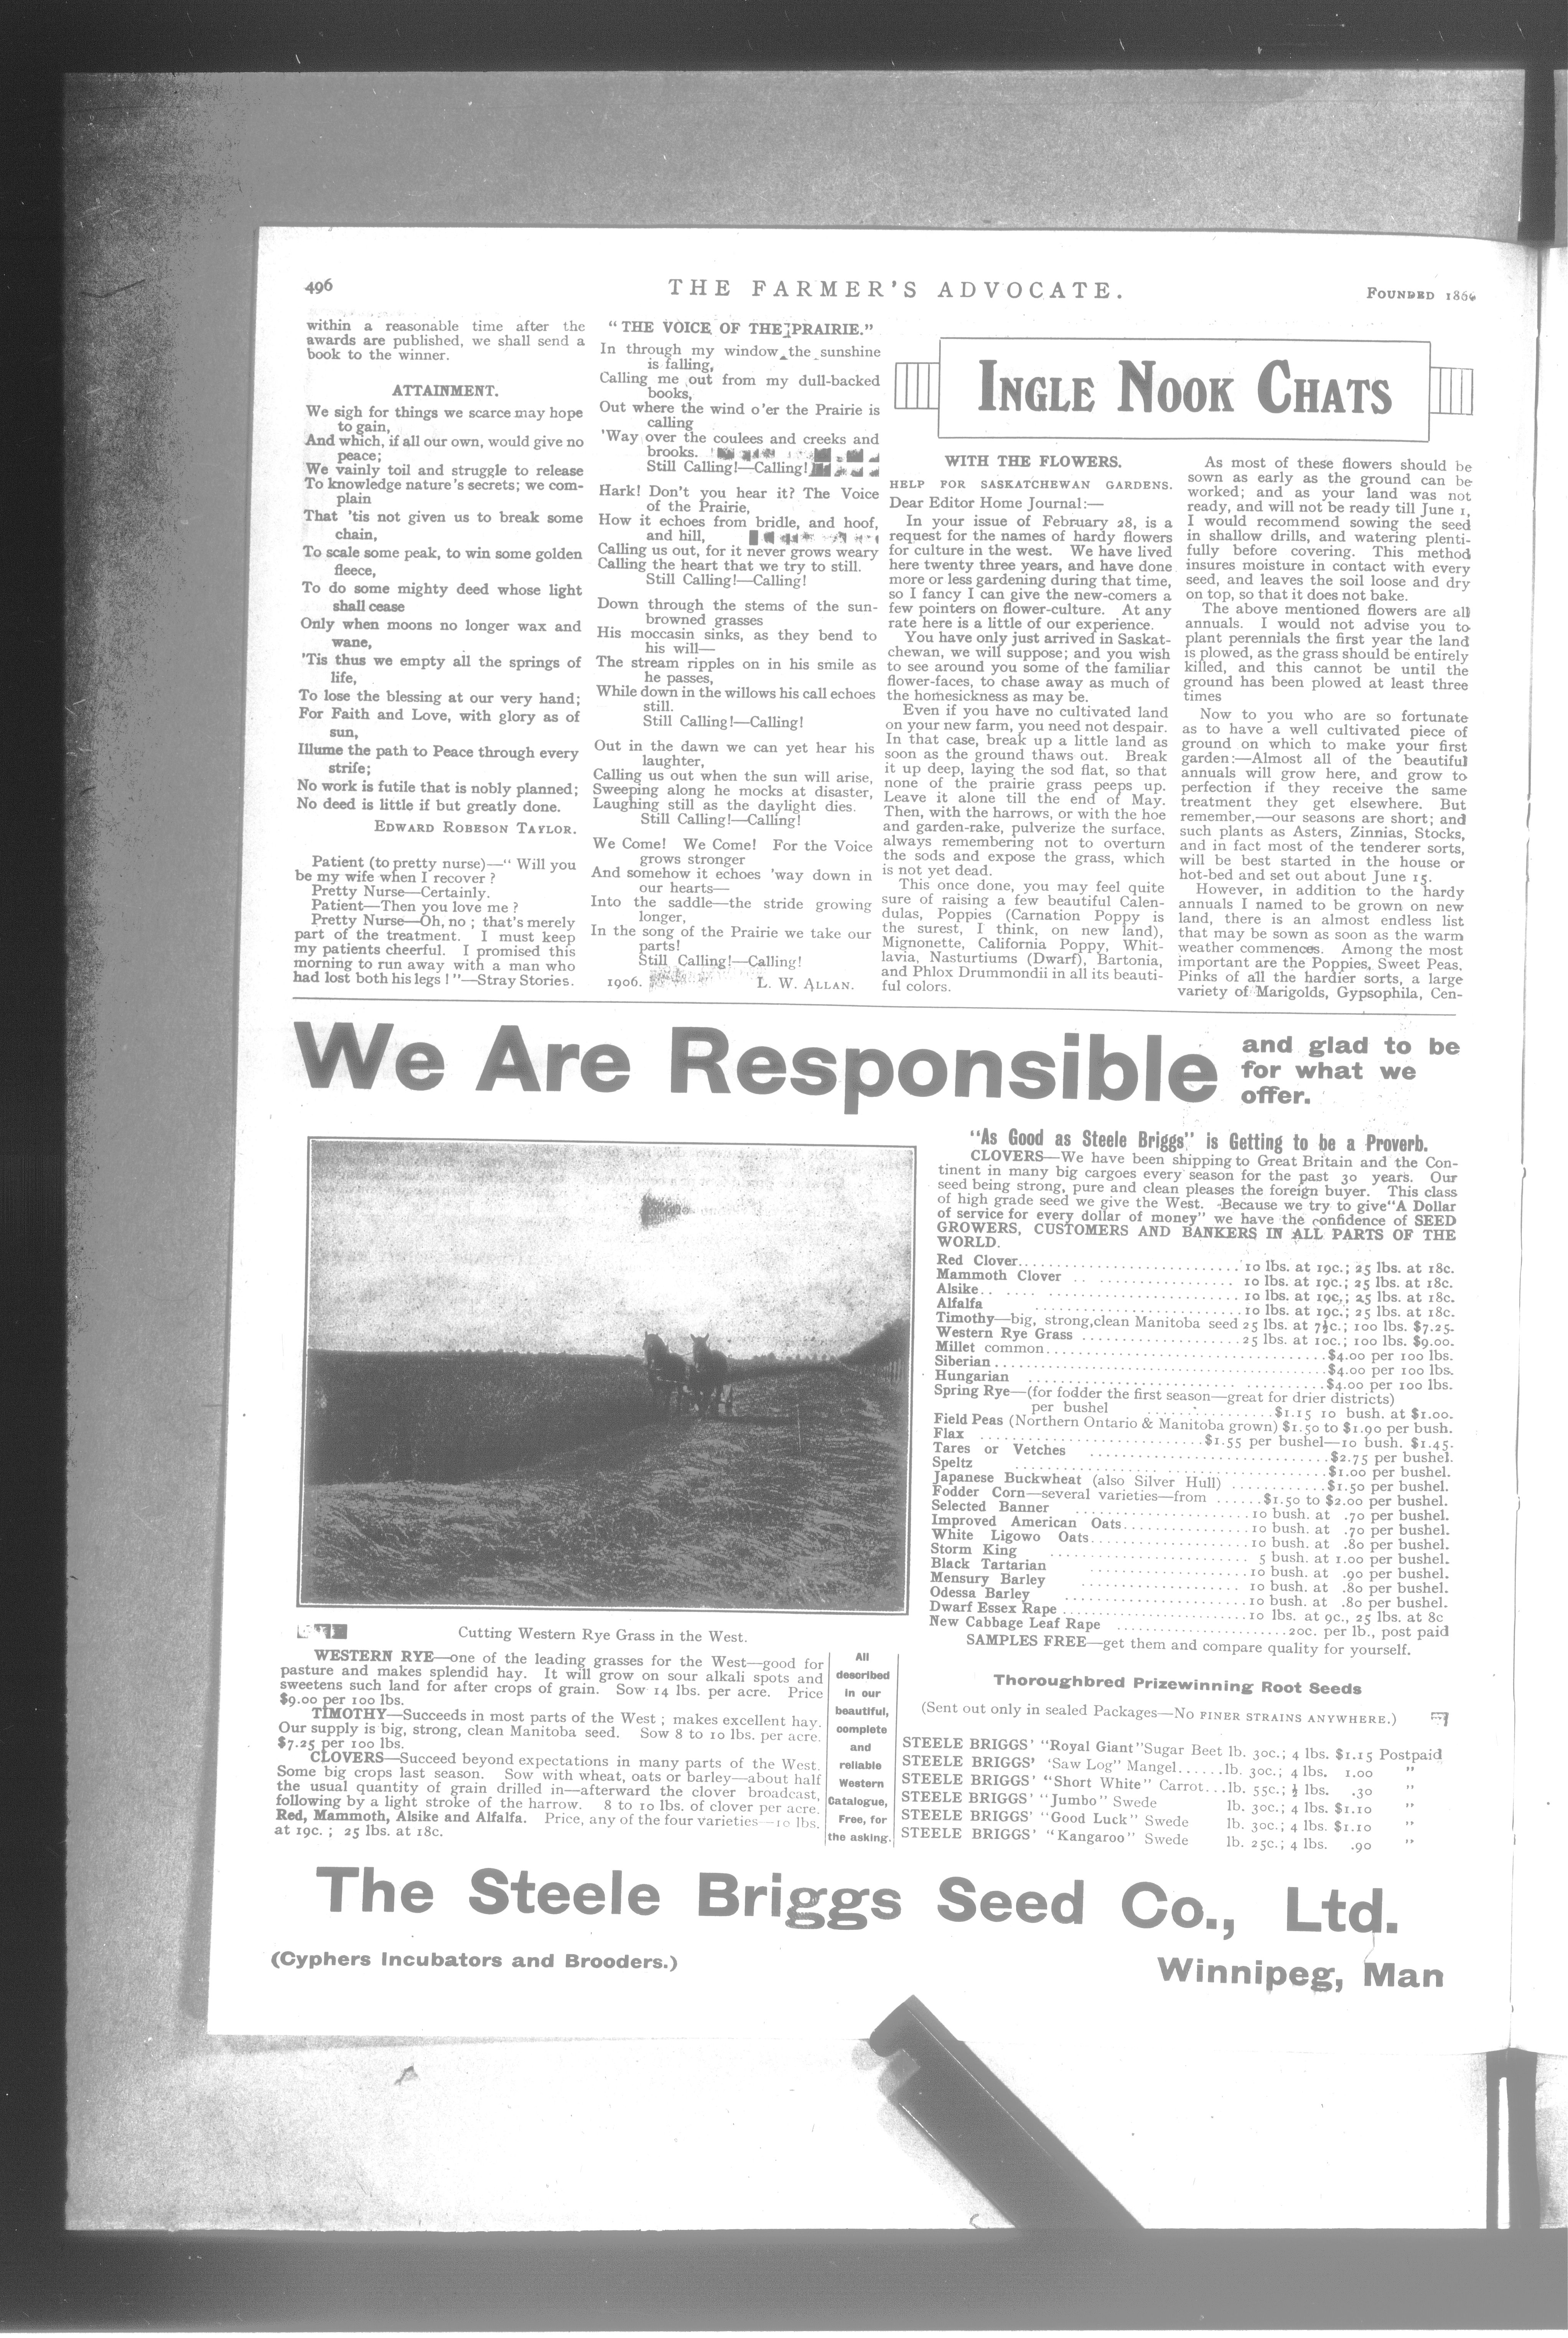 496
THE FARMER'S ADVOCATE.
FOUNDED 1866
within a reasonable time after the
awards are published, we shall send a
book to the winner.
ATTAINMENT.
We sigh for things we scarce may hope
to gain,
And which, if all our own, would give no
peace;
We vainly toil and struggle to release
To knowledge nature's secrets; we com-
plain
That 'tis not given us to break some
chain,
To scale some peak, to win some golden
fleece,
To do some mighty deed whose light
shall cease
Only when moons no longer wax and
wane,
'Tis thus we empty all the springs of
life,
To lose the blessing at our very hand;
For Faith and Love, with glory as of
sun,
Illume the path to Peace through every
strife;
No work is futile that is nobly planned;
No deed is little if but greatly done.
EDWARD ROBESON TAYLOR.
Patient (to pretty nurse)—"Will you
be my wife when I recover?
Pretty Nurse—Certainly.
Patient—Then you love me?
Pretty Nurse—Oh, no; that's merely
part of the treatment. I must keep
my patients cheerful. I promised this
morning to run away with a man who
had lost both his legs!"—Stray Stories.
"THE VOICE OF THE PRAIRIE."
In through my window the sunshine
is falling,
Calling me out from my dull-backed
books,
Out where the wind o'er the Prairie is
calling
'Way over the coulees and creeks and
brooks.
Still Calling!—Calling!
Hark! Don't you hear it? The Voice
of the Prairie,
How it echoes from bridle, and hoof,
and hill,
Calling us out, for it never grows weary
Calling the heart that we try to still.
Still Calling!—Calling!
Down through the stems of the sun-
browned grasses
His moccasin sinks, as they bend to
his will—
The stream ripples on in his smile as
he passes,
While down in the willows his call echoes
still.
Still Calling!—Calling!
Out in the dawn we can yet hear his
laughter,
Calling us out when the sun will arise,
Sweeping along he mocks at disaster,
Laughing still as the daylight dies.
Still Calling!—Calling!
We Come! We Come! For the Voice
grows stronger
And somehow it echoes 'way down in
our hearts—
Into the saddle—the stride growing
longer,
In the song of the Prairie we take our
parts!
Still Calling!—Calling!
1906. L. W. ALLAN.
INGLE NOOK CHATS
WITH THE FLOWERS.
HELP FOR SASKATCHEWAN GARDENS.
Dear Editor Home Journal:—
In your issue of February 28, is a
request for the names of hardy flowers
for culture in the west. We have lived
here twenty three years, and have done
more or less gardening during that time,
so I fancy I can give the new-comers a
few pointers on flower-culture. At any
rate here is a little of our experience.
You have only just arrived in Saskat-
chewan, we will suppose; and you wish
to see around you some of the familiar
flower-faces, to chase away as much of
the homesickness as may be.
Even if you have no cultivated land
on your new farm, you need not despair.
In that case, break up a little land as
soon as the ground thaws out. Break
it up deep, laying the sod flat, so that
none of the prairie grass peeps up.
Leave it alone till the end of May.
Then, with the harrows, or with the hoe
and garden-rake, pulverize the surface.
always remembering not to overturn
the sods and expose the grass, which
is not yet dead.
This once done, you may feel quite
sure of raising a few beautiful Calen-
dulas, Poppies (Carnation Poppy is
the surest, I think, on new land),
Mignonette, California Poppy, Whit-
lavia, Nasturtiums (Dwarf), Bartonia,
and Phlox Drummondii in all its beauti-
ful colors.
As most of these flowers should be
sown as early as the ground can be
worked; and as your land was not
ready, and will not be ready till June 1,
I would recommend sowing the seed
in shallow drills, and watering plenti-
fully before covering. This method
insures moisture in contact with every
seed, and leaves the soil loose and dry
on top, so that it does not bake.
The above mentioned flowers are all
annuals. I would not advise you to
plant perennials the first year the land
is plowed, as the grass should be entirely
killed, and this cannot be until the
ground has been plowed at least three
times
Now to you who are so fortunate
as to have a well cultivated piece of
ground on which to make your first
garden:—Almost all of the beautiful
annuals will grow here, and grow to
perfection if they receive the same
treatment they get elsewhere. But
remember,—our seasons are short; and
such plants as Asters, Zinnias, Stocks,
and in fact most of the tenderer sorts,
will be best started in the house or
hot-bed and set out about June 15.
However, in addition to the hardy
annuals I named to be grown on new
land, there is an almost endless list
that may be sown as soon as the warm
weather commences. Among the most
important are the Poppies, Sweet Peas.
Pinks of all the hardier sorts, a large
variety of Marigolds, Gypsophila, Cen-
We Are Responsible
and glad to be
for what we
offer.
"As Good as Steele Briggs" is Getting to be a Proverb.
CLOVERS—We have been shipping to Great Britain and the Con-
tinent in many big cargoes every season for the past 30 years. Our
seed being strong, pure and clean pleases the foreign buyer. This class
of high grade seed we give the West. Because we try to give "A Dollar
of service for every dollar of money" we have the confidence of SEED
GROWERS, CUSTOMERS AND BANKERS IN ALL PARTS OF THE
WORLD.
Red Clover..........10 lbs. at 19c.; 25 lbs. at 18c.
Mammoth Clover..........10 lbs. at 19c.; 25 lbs. at 18c.
Alsike..........10 lbs. at 19c.; 25 lbs. at 18c.
Alfalfa..........10 lbs. at 19c.; 25 lbs. at 18c.
Timothy—big, strong, clean Manitoba seed 25 lbs. at 7½c.; 100 lbs. $7.25.
Western Rye Grass..........25 lbs. at 10c.; 100 lbs. $9.00.
Millet common..........$4.00 per 100 lbs.
Siberian..........$4.00 per 100 lbs.
Hungarian..........$4.00 per 100 lbs.
Spring Rye—(for fodder the first season—great for drier districts)
per bushel..........$1.15 10 bush. at $1.00.
Field Peas (Northern Ontario & Manitoba grown) $1.50 to $1.90 per bush.
Flax..........$1.55 per bushel—10 bush. $1.45.
Tares or Vetches..........$2.75 per bushel.
Speltz..........$1.00 per bushel.
Japanese Buckwheat (also Silver Hull)..........$1.50 per bushel.
Fodder Corn—several varieties—from......$1.50 to $2.00 per bushel.
Selected Banner..........10 bush. at .70 per bushel.
Improved American Oats..........10 bush. at .70 per bushel.
White Ligowo Oats..........10 bush. at .80 per bushel.
Storm King..........5 bush. at 1.00 per bushel.
Black Tartarian..........10 bush. at .90 per bushel.
Mensury Barley..........10 bush. at .80 per bushel.
Odessa Barley..........10 bush. at .80 per bushel.
Dwarf Essex Rape..........10 lbs. at 9c., 25 lbs. at 8c
New Cabbage Leaf Rape..........20c. per lb., post paid
SAMPLES FREE—get them and compare quality for yourself.
Cutting Western Rye Grass in the West.
WESTERN RYE—one of the leading grasses for the West—good for
pasture and makes splendid hay. It will grow on sour alkali spots and
sweetens such land for after crops of grain. Sow 14 lbs. per acre. Price
$9.00 per 100 lbs.
TIMOTHY—Succeeds in most parts of the West; makes excellent hay.
Our supply is big, strong, clean Manitoba seed. Sow 8 to 10 lbs. per acre.
$7.25 per 100 lbs.
CLOVERS—Succeed beyond expectations in many parts of the West.
Some big crops last season. Sow with wheat, oats or barley—about half
the usual quantity of grain drilled in—afterward the clover broadcast,
following by a light stroke of the harrow. 8 to 10 lbs. of clover per acre.
Red, Mammoth, Alsike and Alfalfa. Price, any of the four varieties—10 lbs.
at 19c.; 25 lbs. at 18c.
All
described
in our
beautiful,
complete
and
reliable
Western
Catalogue,
Free, for
the asking.
Thoroughbred Prizewinning Root Seeds
(Sent out only in sealed Packages—No FINER STRAINS ANYWHERE.)
STEELE BRIGGS' "Royal Giant" Sugar Beet lb. 30c.; 4 lbs. $1.15 Postpaid
STEELE BRIGGS' 'Saw Log" Mangel......lb. 30c.; 4 lbs. 1.00 "
STEELE BRIGGS' "Short White" Carrot...lb. 55c.; ½ lbs. .30 "
STEELE BRIGGS' "Jumbo" Swede lb. 30c.; 4 lbs. $1.10 "
STEELE BRIGGS' "Good Luck" Swede lb. 30c.; 4 lbs. $1.10 "
STEELE BRIGGS' "Kangaroo" Swede lb. 25c.; 4 lbs. .90 "
The Steele Briggs Seed Co., Ltd.
(Cyphers Incubators and Brooders.)
Winnipeg, Man